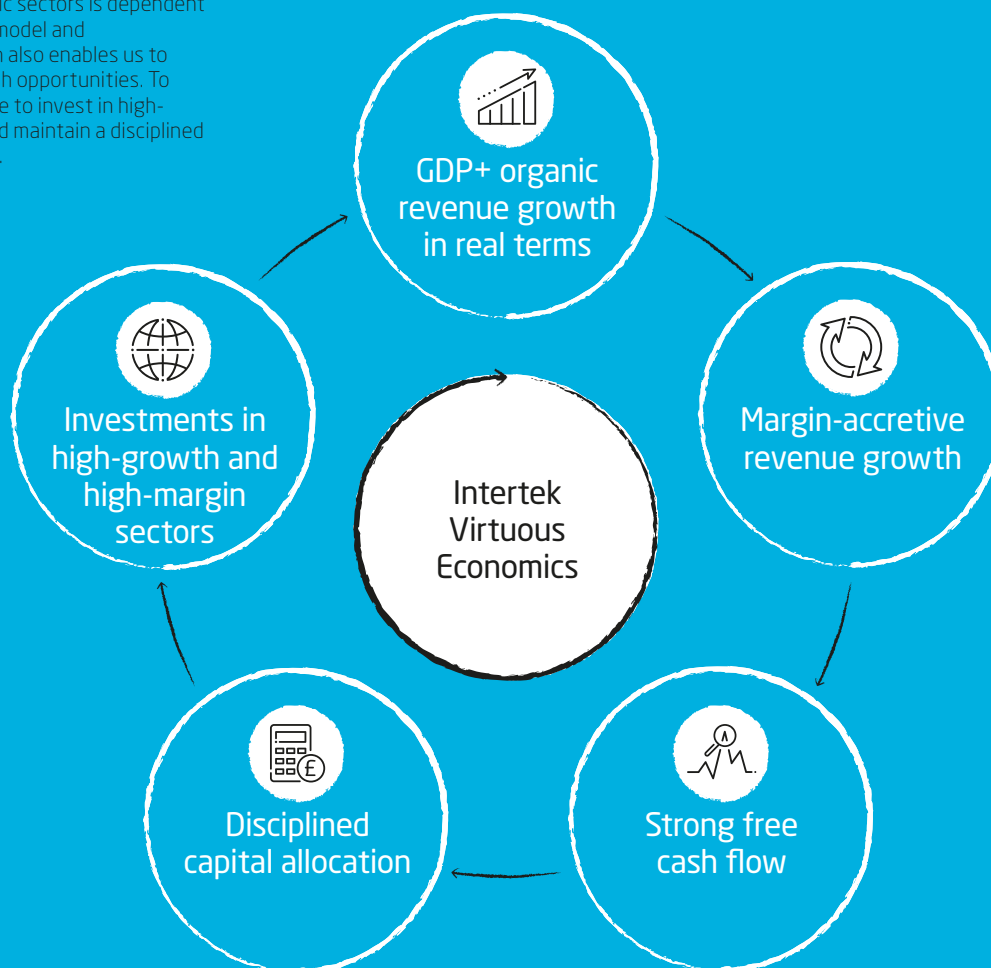 ic sectors is dependent
model and
also enables us to
h opportunities. To
e to invest in high-
d maintain a disciplined
GDP+ organic
revenue growth
in real terms
Margin-accretive
revenue growth
Strong free
cash flow
£
Disciplined
capital allocation
Investments in
high-growth and
high-margin
sectors
Intertek
Virtuous
Economics